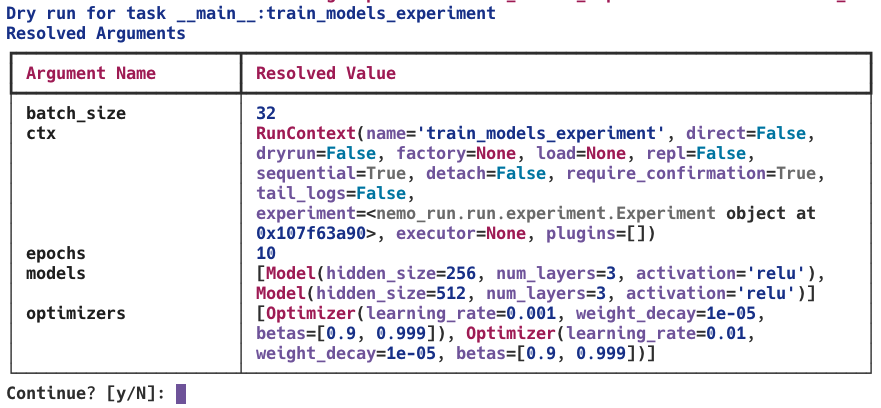 Dry run for task __main__:train_models_experiment
Resolved Arguments
Argument Name Resolved Value
batch_size 32
ctx RunContext(name='train_models_experiment', direct=False,
dryrun=False, factory=None, load=None, repl=False,
sequential=True, detach=False, require_confirmation=True,
tail_logs=False,
experiment=<nemo_run.run.experiment.Experiment object at
0x107f63a90>, executor=None, plugins=[])
epochs 10
models [Model(hidden_size=256, num_layers=3, activation='relu'),
Model(hidden_size=512, num_layers=3, activation='relu')]
optimizers [Optimizer(learning_rate=0.001, weight_decay=1e-05,
betas=[0.9, 0.999]), Optimizer(learning_rate=0.01,
weight_decay=1e-05, betas=[0.9, 0.999])]
Continue? [y/N]: